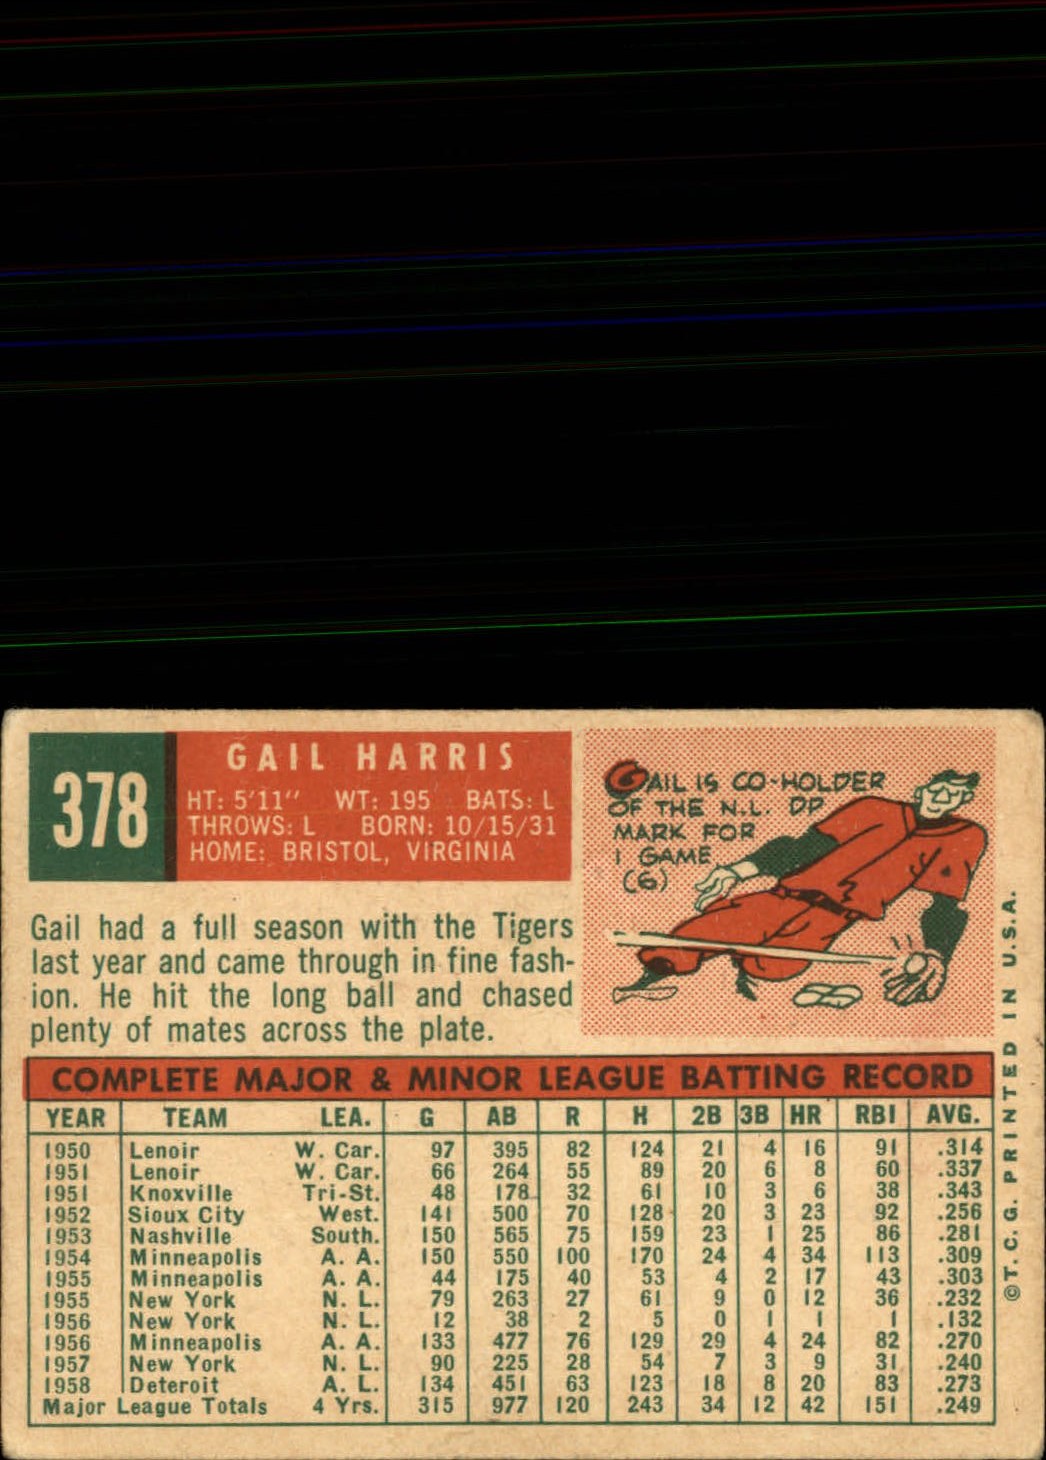 378
GAIL HARRIS
HT: 5'11" WT: 195 BATS: L
THROWS: L BORN: 10/15/31
HOME: BRISTOL, VIRGINIA
GAIL IS CO-HOLDER
OF THE N.L. DP
MARK FOR
1 GAME
(6)
Gail had a full season with the Tigers
last year and came through in fine fash-
ion. He hit the long ball and chased
plenty of mates across the plate.
COMPLETE MAJOR & MINOR LEAGUE BATTING RECORD
YEAR TEAM LEA. G AB R H 2B 3B HR RBI AVG.
1950 Lenoir W. Car. 97 395 82 124 21 4 16 91 .314
1951 Lenoir W. Car. 66 264 55 89 20 6 8 60 .337
1951 Knoxville Tri-St. 48 178 32 61 10 3 6 38 .343
1952 Sioux City West. 141 500 70 128 20 3 23 92 .256
1953 Nashville South. 150 565 75 159 23 1 25 86 .281
1954 Minneapolis A. A. 150 550 100 170 24 4 34 113 .309
1955 Minneapolis A. A. 44 175 40 53 4 2 17 43 .303
1955 New York N. L. 79 263 27 61 9 0 12 36 .232
1956 New York N. L. 12 38 2 5 0 1 1 1 .132
1956 Minneapolis A. A. 133 477 76 129 29 4 24 82 .270
1957 New York N. L. 90 225 28 54 7 3 9 31 .240
1958 Deteroit A. L. 134 451 63 123 18 8 20 83 .273
Major League Totals 4 Yrs. 315 977 120 243 34 12 42 151 .249
©T. C. G. PRINTED IN U.S.A.